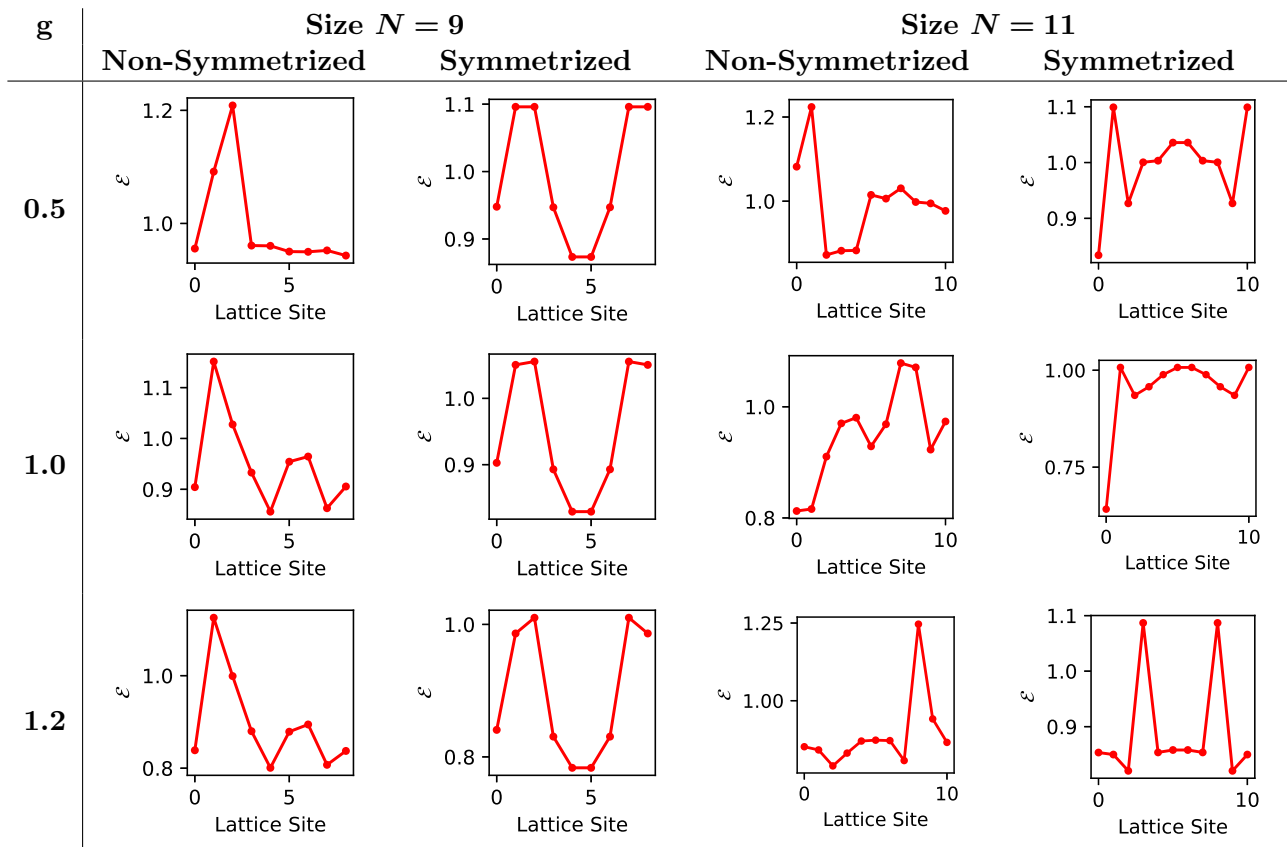 g Size N = 9 Size N = 11
Non-Symmetrized Symmetrized Non-Symmetrized Symmetrized
0.5
1.2
1.0
ℰ
0 5
Lattice Site
1.1
1.0
0.9
ℰ
0 5
Lattice Site
1.2
1.0
ℰ
0 10
Lattice Site
1.1
1.0
0.9
ℰ
0 10
Lattice Site
1.0
1.1
1.0
0.9
ℰ
0 5
Lattice Site
1.0
0.9
ℰ
0 5
Lattice Site
1.0
0.8
ℰ
0 10
Lattice Site
1.00
0.75
ℰ
0 10
Lattice Site
1.2
1.0
0.8
ℰ
0 5
Lattice Site
1.0
0.8
ℰ
0 5
Lattice Site
1.25
1.00
ℰ
0 10
Lattice Site
1.1
1.0
0.9
ℰ
0 10
Lattice Site